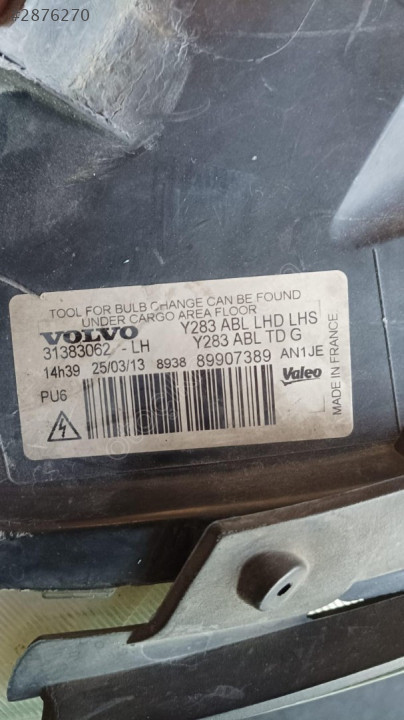 #2876270
TOOL FOR BULB CHANGE CAN BE FOUND
UNDER CARGO AREA FLOOR
VOLVO Y283 ABL LHD LHS
31383062 - LH Y283 ABL TD G
14h39 25/03/13 8938 89907389 AN1JE
PU6 Valeo
MADE IN FRANCE